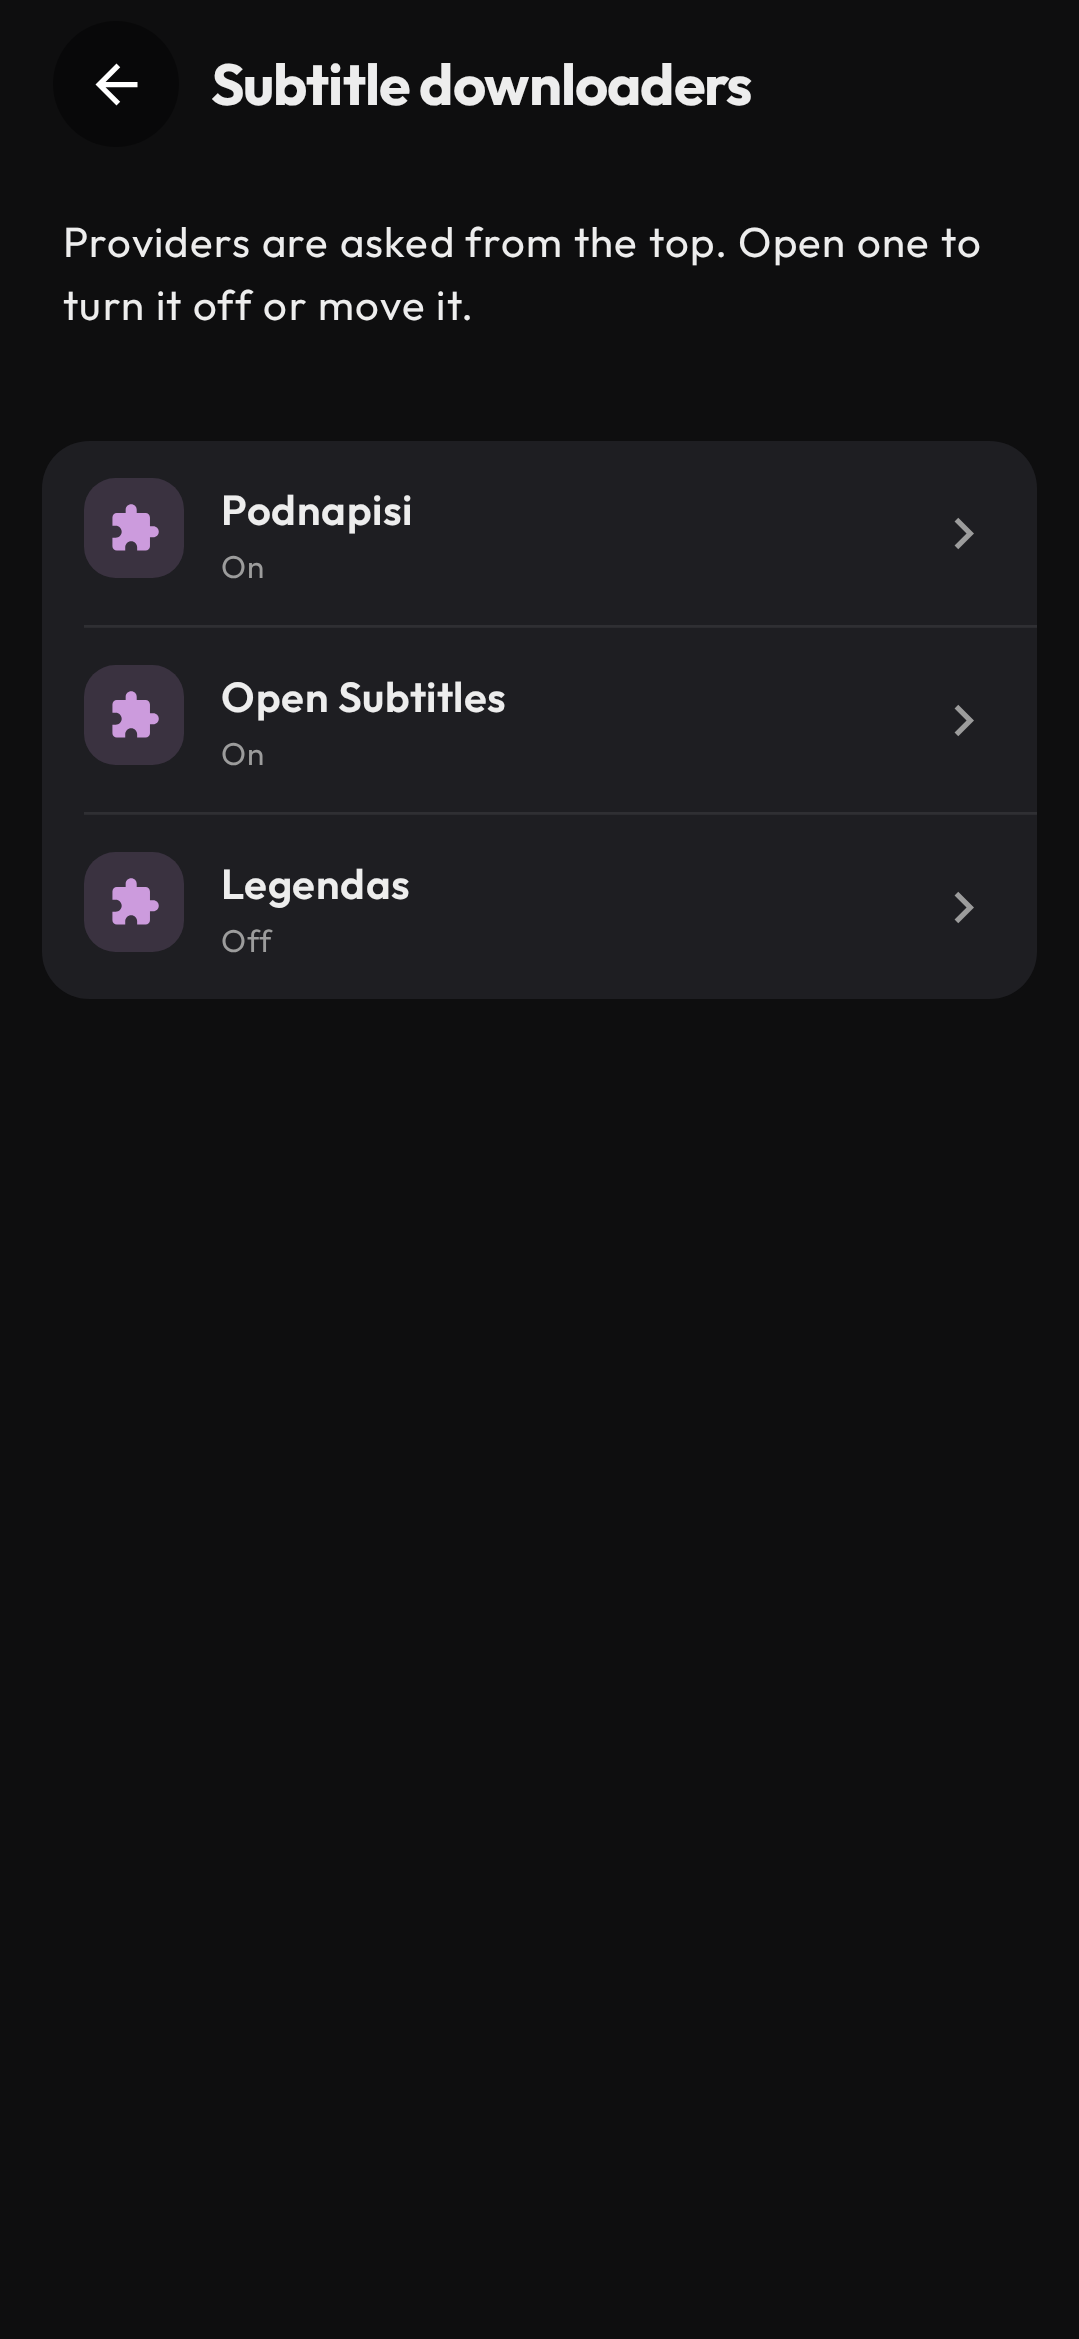 Subtitle downloaders
Providers are asked from the top. Open one to
turn it off or move it.
Podnapisi
On
Open Subtitles
On
Legendas
Off